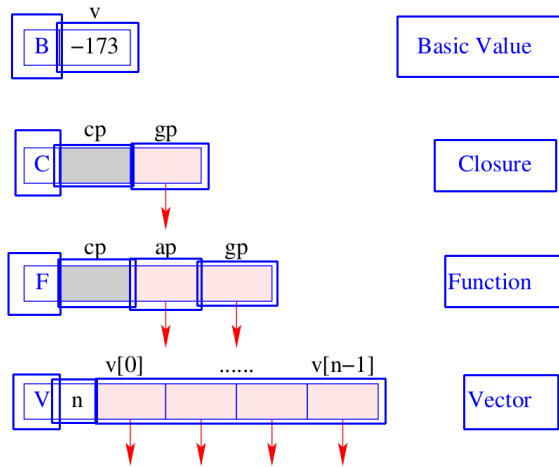 v
B −173 Basic Value
cp gp
C Closure
cp ap gp
F Function
v[0] ...... v[n−1]
V n Vector